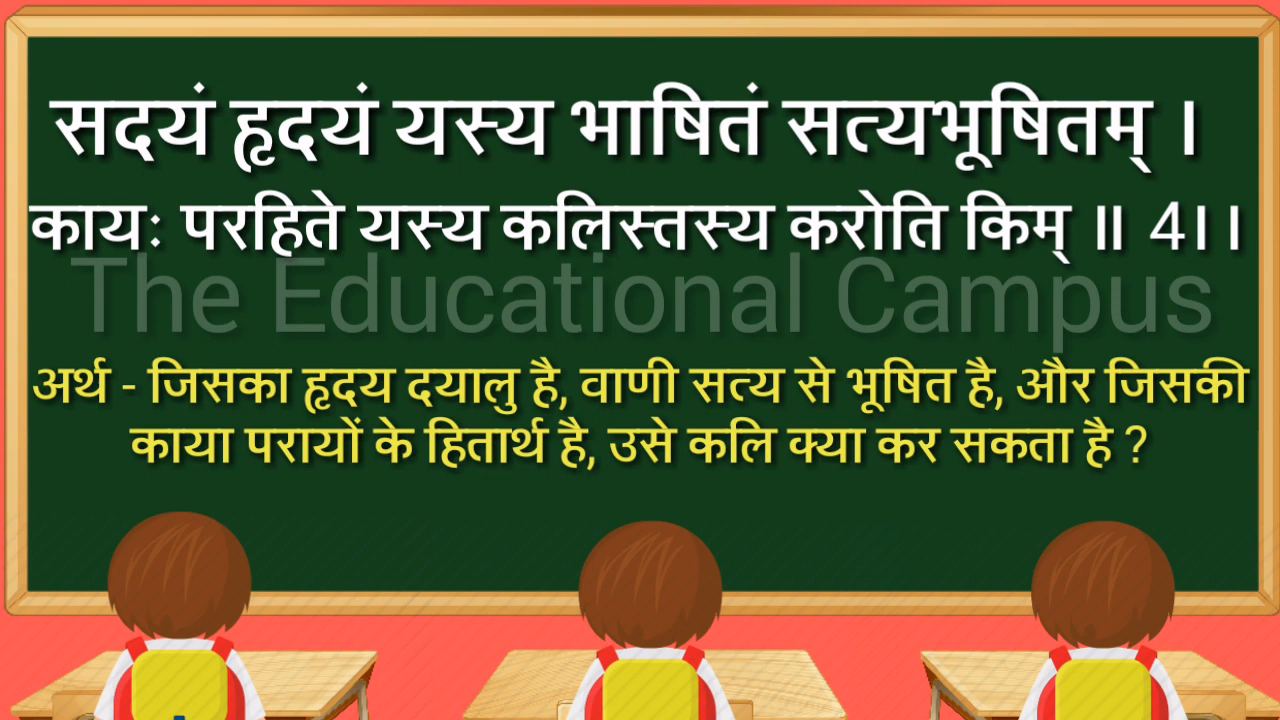 सदयं हृदयं यस्य भाषितं सत्यभूषितम् ।
कायः परहिते यस्य कलिस्तस्य करोति किम् ॥ 4।।
The Educational Campus
अर्थ - जिसका हृदय दयालु है, वाणी सत्य से भूषित है, और जिसकी
काया परायों के हितार्थ है, उसे कलि क्या कर सकता है ?